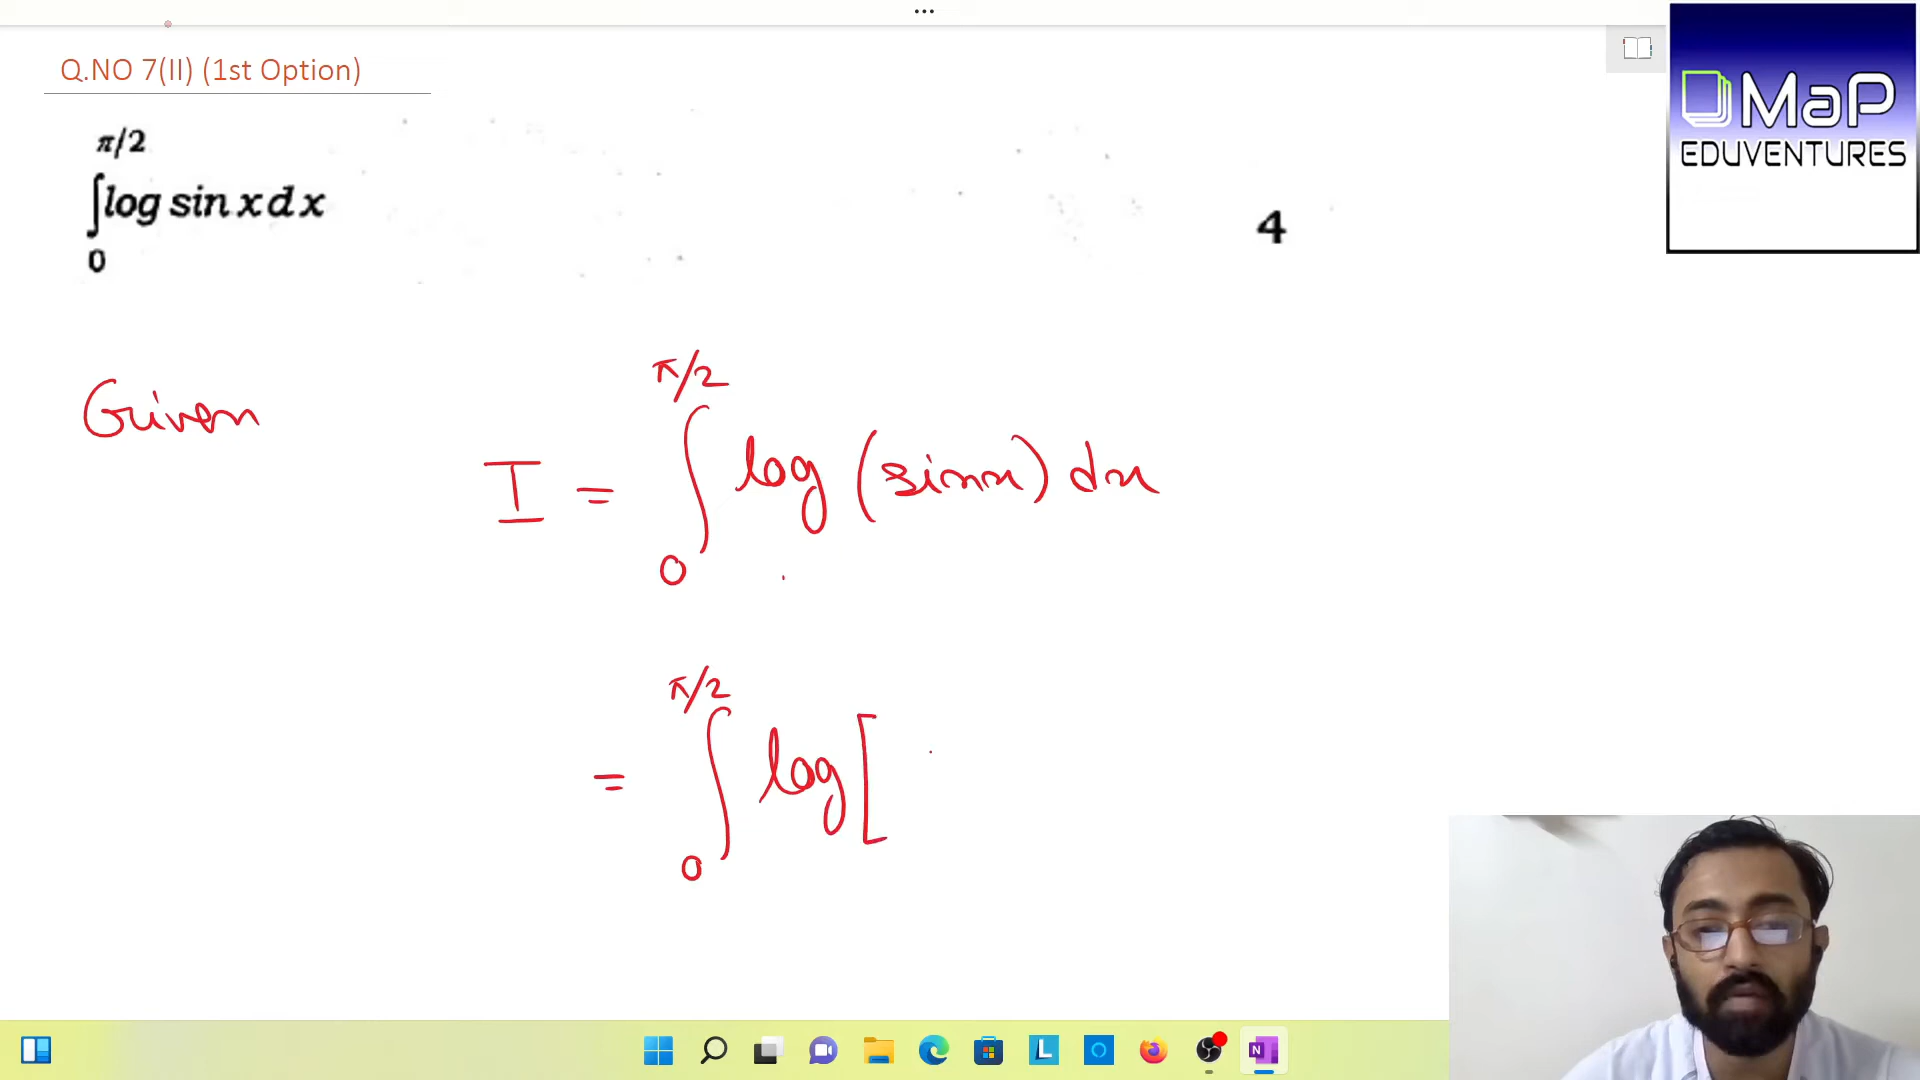 ...
Q.NO 7(II) (1st Option)
MaP
EDUVENTURES
π/2
∫log sin x d x
0
4
Given
π/2
I = ∫ log (sinx) dx
0
π/2
= ∫ log [
0